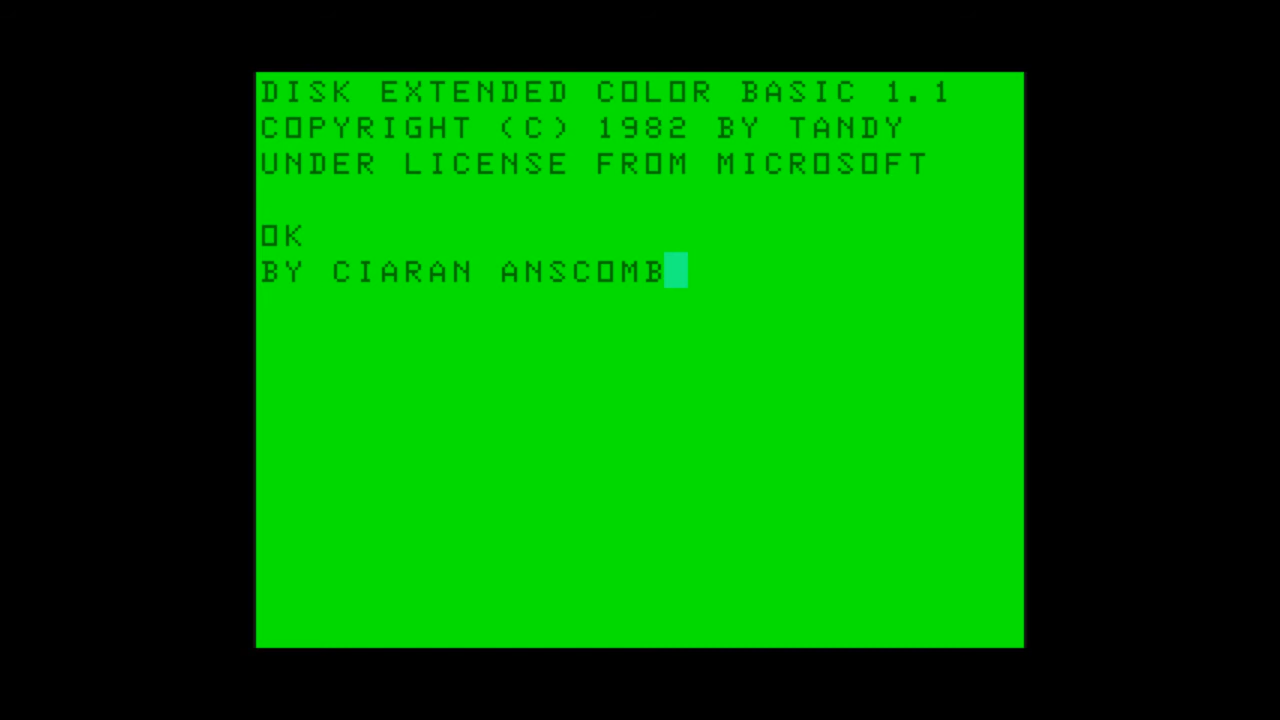 DISK EXTENDED COLOR BASIC 1.1
COPYRIGHT (C) 1982 BY TANDY
UNDER LICENSE FROM MICROSOFT
OK
BY CIARAN ANSCOMB